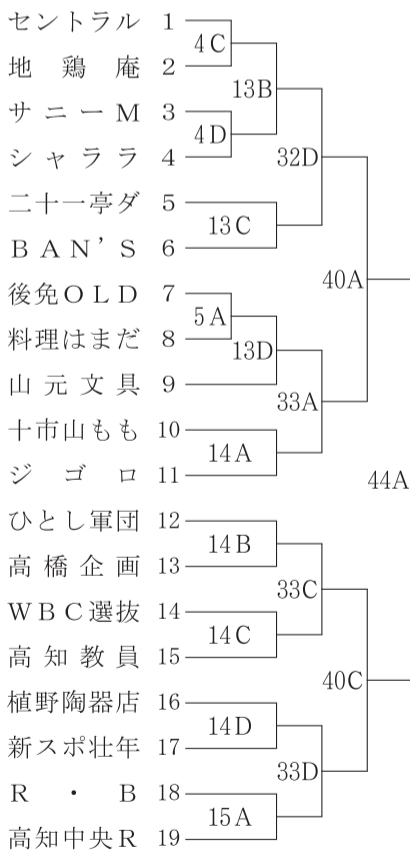 セントラル 1
4C
地鶏庵 2
13B
サニーM 3
4D
シャララ 4
32D
二十一亭ダ 5
13C
BAN'S 6
40A
後免OLD 7
5A
料理はまだ 8
13D
山元文具 9
33A
十市山もも 10
14A
ジゴロ 11
44A
ひとし軍団 12
14B
高橋企画 13
33C
WBC選抜 14
14C
高知教員 15
40C
植野陶器店 16
14D
新スポ壮年 17
33D
R・B 18
15A
高知中央R 19